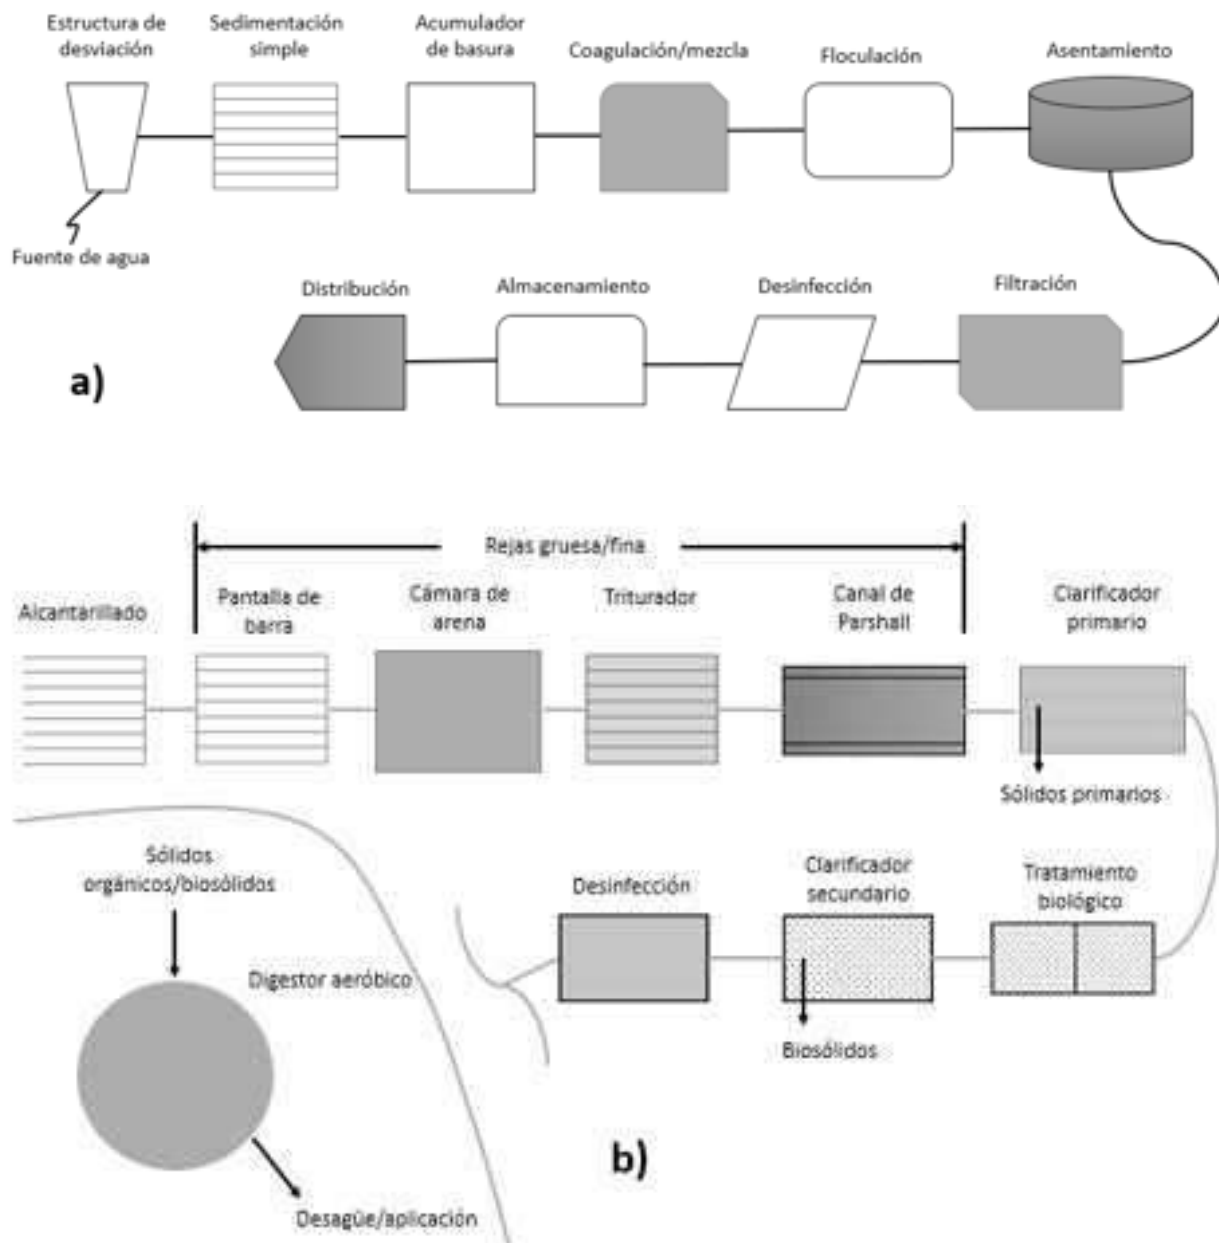 Estructura de
desviación
Sedimentación
simple
Acumulador
de basura
Coagulación/mezcla
Floculación
Asentamiento
Fuente de agua
Distribución
Almacenamiento
Desinfección
Filtración
a)
Rejas gruesa/fina
Alcantarillado
Pantalla de
barra
Cámara de
arena
Triturador
Canal de
Parshall
Clarificador
primario
Sólidos primarios
Sólidos
orgánicos/biosólidos
Desinfección
Clarificador
secundario
Tratamiento
biológico
Digestor aeróbico
Biosólidos
b)
Desagüe/aplicación